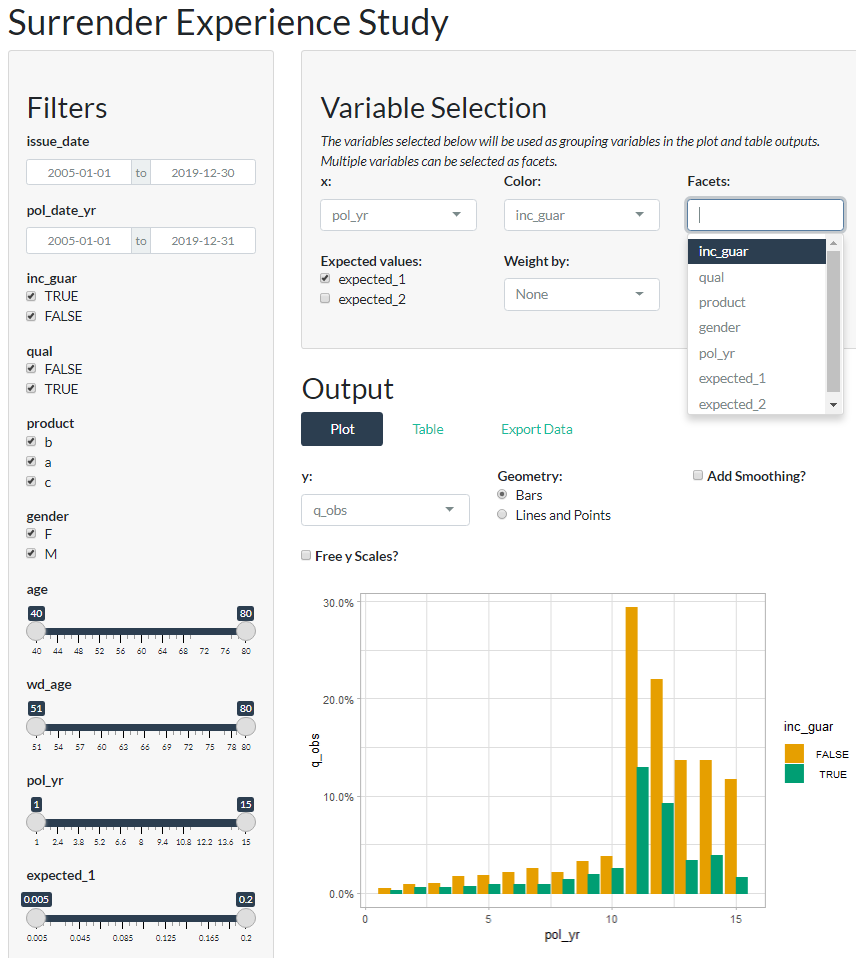 Surrender Experience Study
Filters
issue_date
2005-01-01 to 2019-12-30
pol_date_yr
2005-01-01 to 2019-12-31
inc_guar
TRUE
FALSE
qual
FALSE
TRUE
product
b
a
c
gender
F
M
age
40 80
40 44 48 52 56 60 64 68 72 76 80
wd_age
51 80
51 54 57 60 63 66 69 72 75 78 80
pol_yr
1 15
1 2.4 3.8 5.2 6.6 8 9.4 10.8 12.2 13.6 15
expected_1
0.005 0.2
0.005 0.045 0.085 0.125 0.165 0.2
Variable Selection
The variables selected below will be used as grouping variables in the plot and table outputs.
Multiple variables can be selected as facets.
x: Color: Facets:
pol_yr inc_guar
Expected values: Weight by:
expected_1
expected_2
None
inc_guar
qual
product
gender
pol_yr
expected_1
expected_2
Output
Plot Table Export Data
y: Geometry: Add Smoothing?
q_obs
Bars
Lines and Points
Free y Scales?
30.0%
20.0%
10.0%
0.0%
q_obs
0 5 10 15
pol_yr
inc_guar
FALSE
TRUE